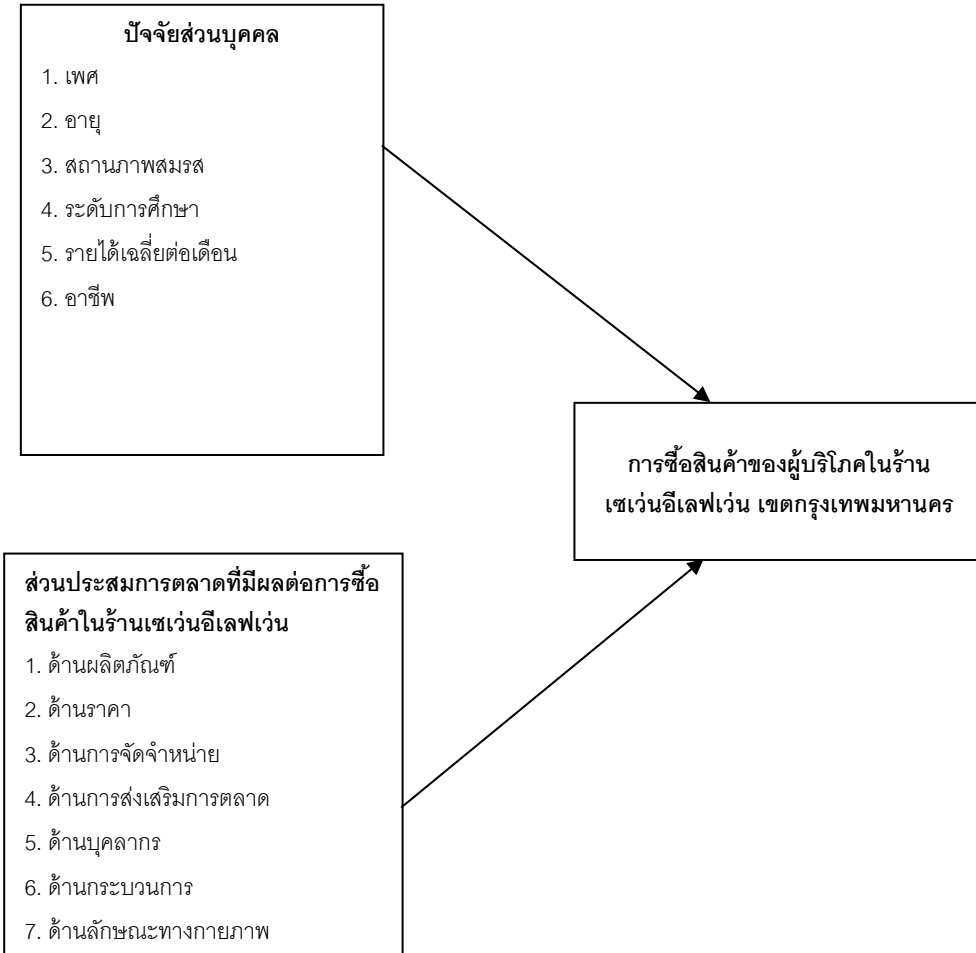 ปัจจัยส่วนบุคคล
1. เพศ
2. อายุ
3. สถานภาพสมรส
4. ระดับการศึกษา
5. รายได้เฉลี่ยต่อเดือน
6. อาชีพ
การซื้อสินค้าของผู้บริโภคในร้าน
เซเว่นอีเลฟเว่น เขตกรุงเทพมหานคร
ส่วนประสมการตลาดที่มีผลต่อการซื้อ
สินค้าในร้านเซเว่นอีเลฟเว่น
1. ด้านผลิตภัณฑ์
2. ด้านราคา
3. ด้านการจัดจำหน่าย
4. ด้านการส่งเสริมการตลาด
5. ด้านบุคลากร
6. ด้านกระบวนการ
7. ด้านลักษณะทางกายภาพ